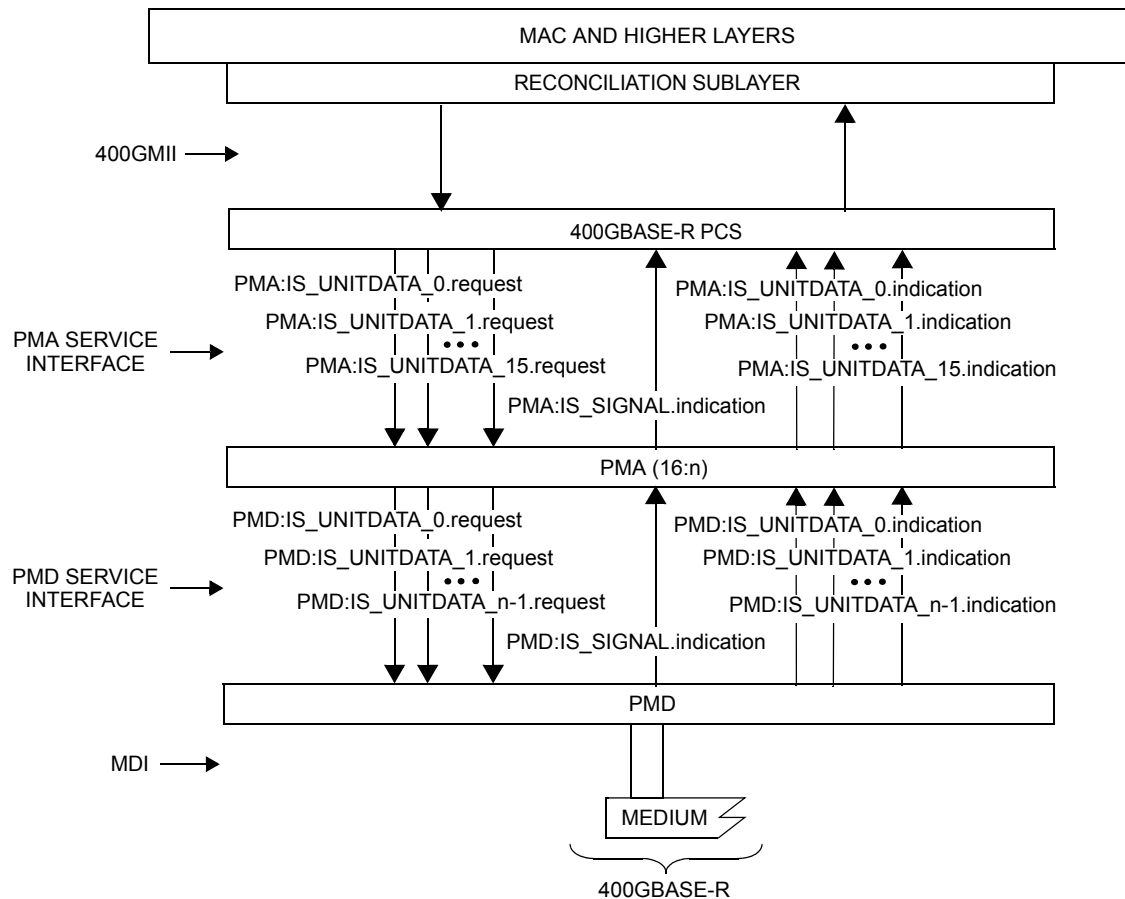 MAC AND HIGHER LAYERS
RECONCILIATION SUBLAYER
400GMII
400GBASE-R PCS
PMA:IS_UNITDATA_0.request
PMA:IS_UNITDATA_0.indication
PMA:IS_UNITDATA_1.request
PMA:IS_UNITDATA_1.indication
PMA SERVICE
INTERFACE
•••
•••
PMA:IS_UNITDATA_15.request
PMA:IS_UNITDATA_15.indication
PMA:IS_SIGNAL.indication
PMA (16:n)
PMD:IS_UNITDATA_0.request
PMD:IS_UNITDATA_0.indication
PMD:IS_UNITDATA_1.request
PMD:IS_UNITDATA_1.indication
PMD SERVICE
INTERFACE
•••
•••
PMD:IS_UNITDATA_n-1.request
PMD:IS_UNITDATA_n-1.indication
PMD:IS_SIGNAL.indication
PMD
MDI
MEDIUM
400GBASE-R